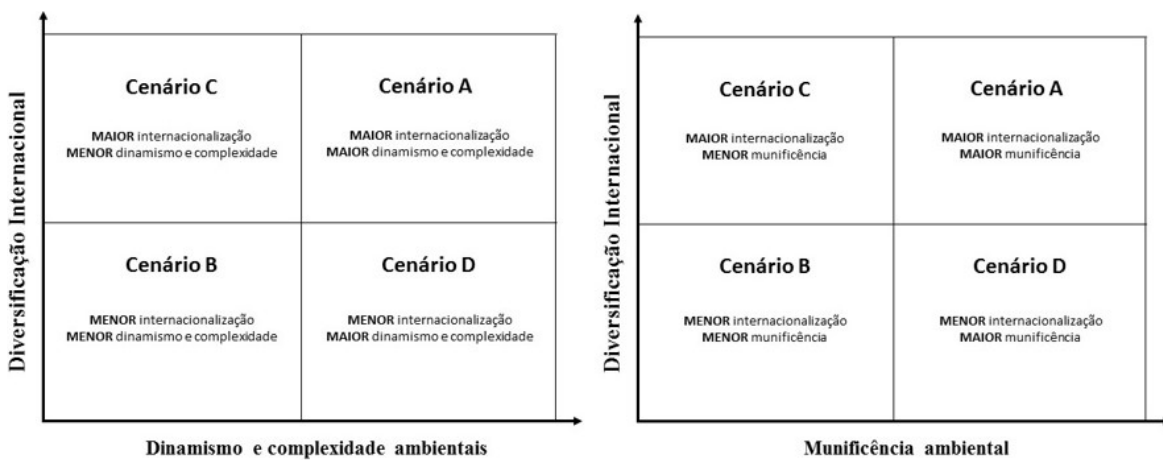 Diversificação Internacional
Cenário C
MAIOR internacionalização
MENOR dinamismo e complexidade
Cenário A
MAIOR internacionalização
MAIOR dinamismo e complexidade
Cenário B
MENOR internacionalização
MENOR dinamismo e complexidade
Cenário D
MENOR internacionalização
MAIOR dinamismo e complexidade
Dinamismo e complexidade ambientais
Diversificação Internacional
Cenário C
MAIOR internacionalização
MENOR munificência
Cenário A
MAIOR internacionalização
MAIOR munificência
Cenário B
MENOR internacionalização
MENOR munificência
Cenário D
MENOR internacionalização
MAIOR munificência
Munificência ambiental